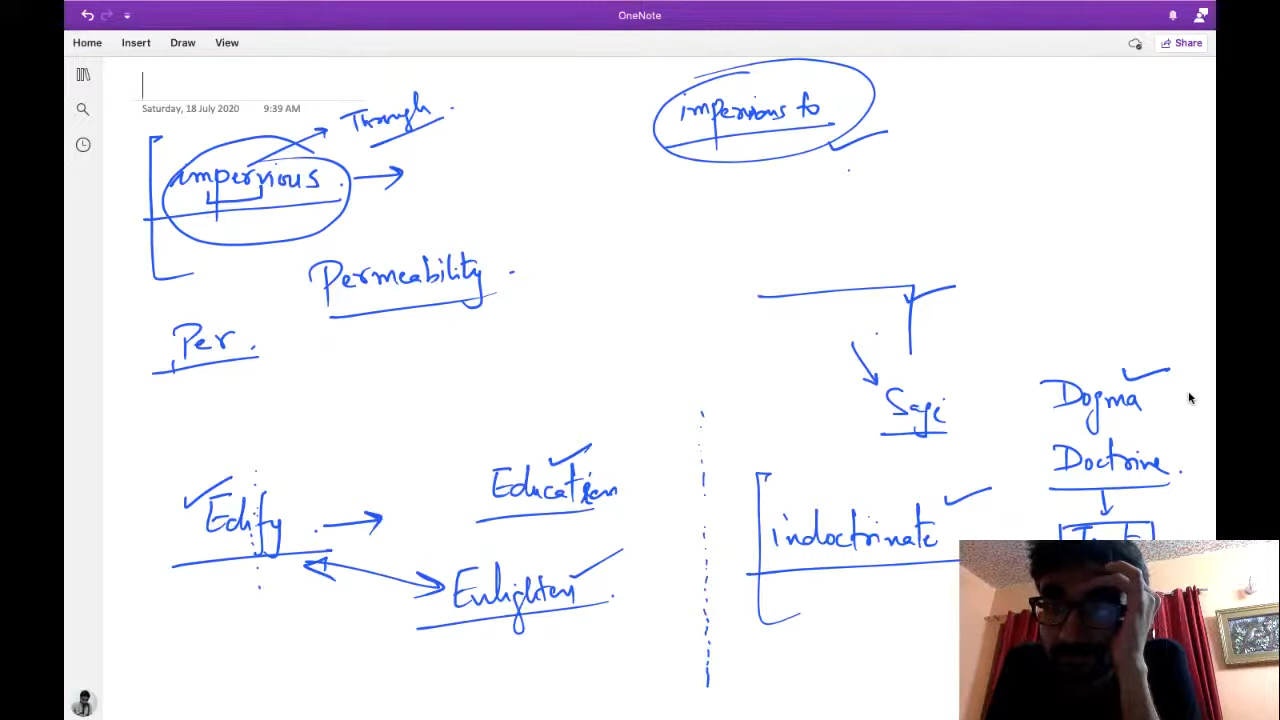 OneNote
Home Insert Draw View Share
Saturday, 18 July 2020 9:39 AM
Through.
impervious to
impervious.
Permeability.
Per.
Dogma
Doctrine.
Education
Edify.
indoctrinate
Enlighten.